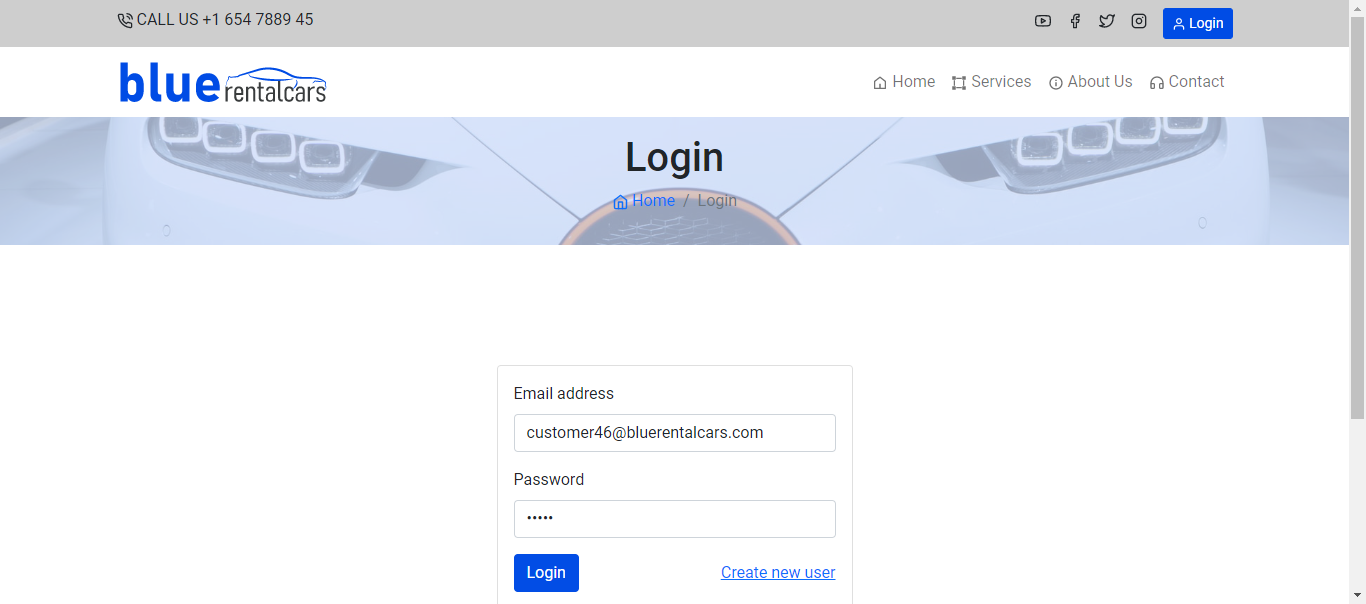 CALL US +1 654 7889 45
Login
blue rentalcars
Home Services About Us Contact
Login
Home / Login
Email address
customer46@bluerentalcars.com
Password
•••••
Login Create new user